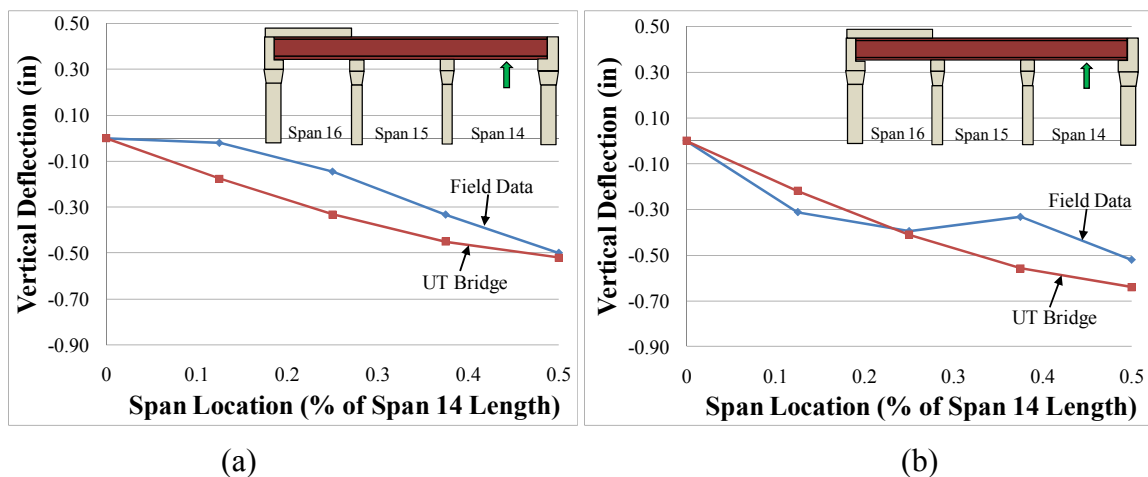 0.50
0.30
0.10
-0.10
-0.30
-0.50
-0.70
-0.90
Vertical Deflection (in)
Span 16 Span 15 Span 14
Field Data
UT Bridge
0 0.1 0.2 0.3 0.4 0.5
Span Location (% of Span 14 Length)
(a)
0.50
0.30
0.10
-0.10
-0.30
-0.50
-0.70
-0.90
Vertical Deflection (in)
Span 16 Span 15 Span 14
Field Data
UT Bridge
0 0.1 0.2 0.3 0.4 0.5
Span Location (% of Span 14 Length)
(b)